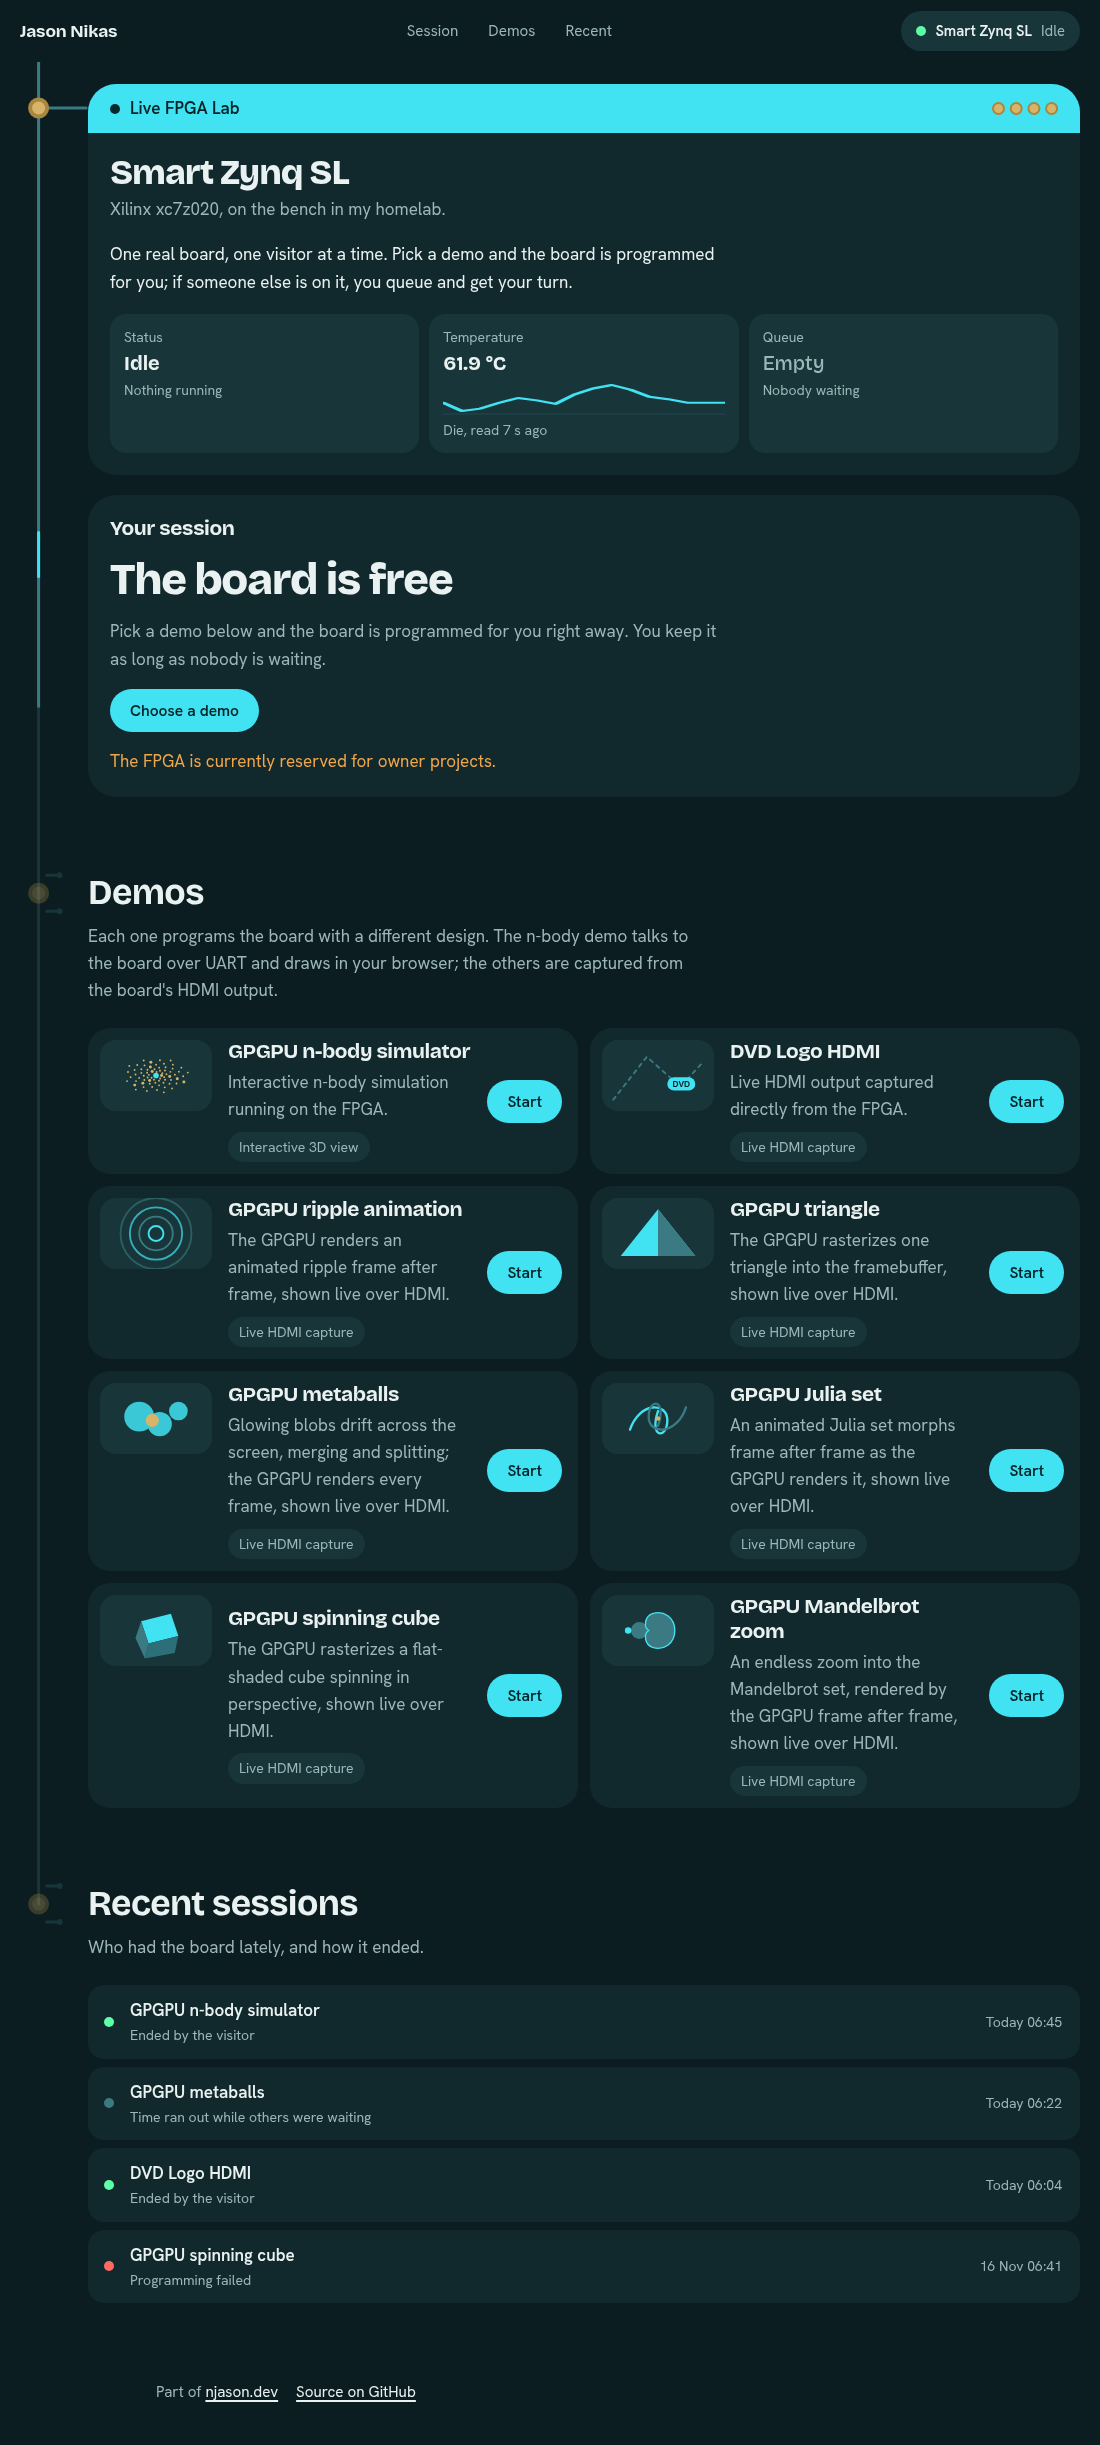 Jason Nikas
Session
Demos
Recent
Smart Zynq SL Idle
Live FPGA Lab
Smart Zynq SL
Xilinx xc7z020, on the bench in my homelab.
One real board, one visitor at a time. Pick a demo and the board is programmed
for you; if someone else is on it, you queue and get your turn.
Status
Idle
Nothing running
Temperature
61.9 °C
Die, read 7 s ago
Queue
Empty
Nobody waiting
Your session
The board is free
Pick a demo below and the board is programmed for you right away. You keep it
as long as nobody is waiting.
Choose a demo
The FPGA is currently reserved for owner projects.
Demos
Each one programs the board with a different design. The n-body demo talks to
the board over UART and draws in your browser; the others are captured from
the board's HDMI output.
GPGPU n-body simulator
Interactive n-body simulation
running on the FPGA.
Interactive 3D view
Start
DVD
DVD Logo HDMI
Live HDMI output captured
directly from the FPGA.
Live HDMI capture
Start
GPGPU ripple animation
The GPGPU renders an
animated ripple frame after
frame, shown live over HDMI.
Live HDMI capture
Start
GPGPU triangle
The GPGPU rasterizes one
triangle into the framebuffer,
shown live over HDMI.
Live HDMI capture
Start
GPGPU metaballs
Glowing blobs drift across the
screen, merging and splitting;
the GPGPU renders every
frame, shown live over HDMI.
Live HDMI capture
Start
GPGPU Julia set
An animated Julia set morphs
frame after frame as the
GPGPU renders it, shown live
over HDMI.
Live HDMI capture
Start
GPGPU spinning cube
The GPGPU rasterizes a flat-
shaded cube spinning in
perspective, shown live over
HDMI.
Live HDMI capture
Start
GPGPU Mandelbrot
zoom
An endless zoom into the
Mandelbrot set, rendered by
the GPGPU frame after frame,
shown live over HDMI.
Live HDMI capture
Start
Recent sessions
Who had the board lately, and how it ended.
GPGPU n-body simulator
Ended by the visitor
Today 06:45
GPGPU metaballs
Time ran out while others were waiting
Today 06:22
DVD Logo HDMI
Ended by the visitor
Today 06:04
GPGPU spinning cube
Programming failed
16 Nov 06:41
Part of njason.dev
Source on GitHub